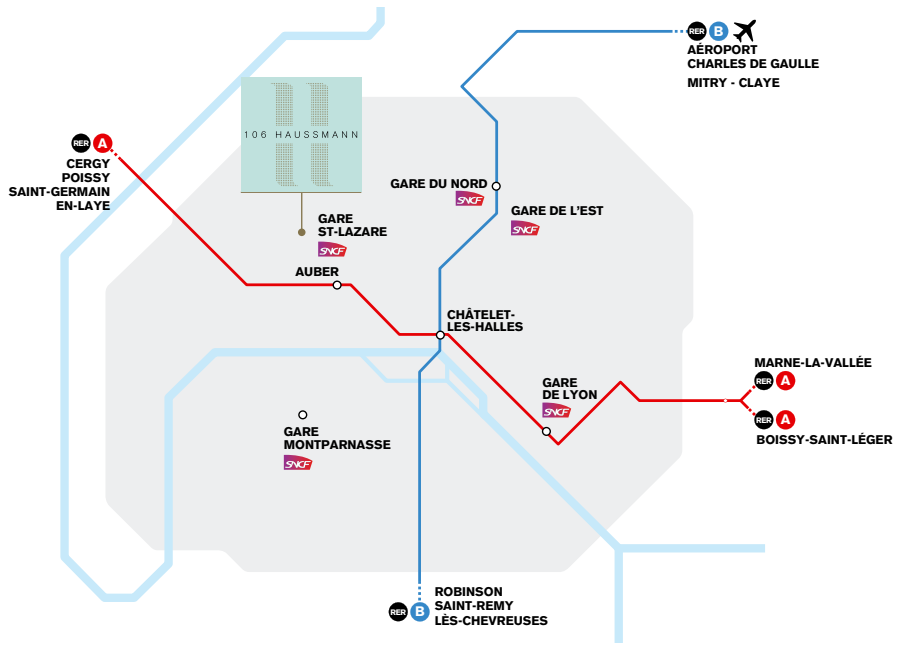 RER B
AÉROPORT
CHARLES DE GAULLE
MITRY - CLAYE
106 HAUSSMANN
RER A
CERGY
POISSY
SAINT-GERMAIN
EN-LAYE
GARE DU NORD
SNCF
GARE DE L'EST
SNCF
GARE
ST-LAZARE
SNCF
AUBER
CHÂTELET-
LES-HALLES
MARNE-LA-VALLÉE
RER A
GARE
DE LYON
SNCF
RER A
BOISSY-SAINT-LÉGER
GARE
MONTPARNASSE
SNCF
RER B
ROBINSON
SAINT-REMY
LÈS-CHEVREUSES